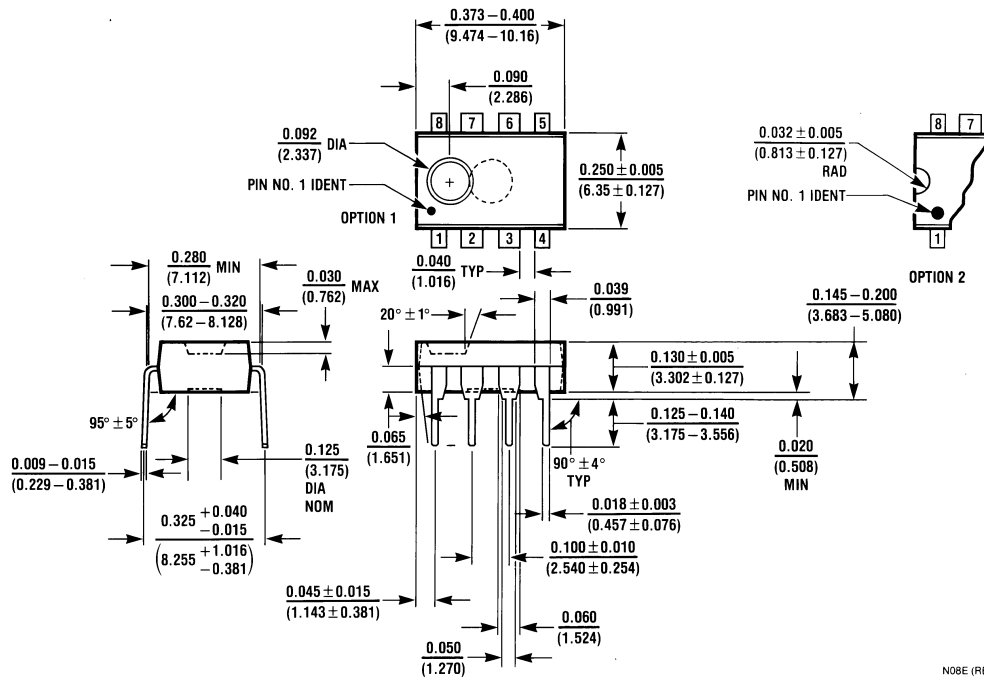 0.373 – 0.400
(9.474 – 10.16)
0.090
(2.286)
8 7 6 5
0.092 DIA
(2.337)
+
PIN NO. 1 IDENT
OPTION 1
0.250 ± 0.005
(6.35 ± 0.127)
1 2 3 4
8 7
0.032 ± 0.005
(0.813 ± 0.127)
RAD
PIN NO. 1 IDENT
1
OPTION 2
0.280 MIN
(7.112)
0.300 – 0.320
(7.62 – 8.128)
0.030 MAX
(0.762)
0.040 TYP
(1.016)
0.039
(0.991)
20° ± 1°
0.145 – 0.200
(3.683 – 5.080)
0.130 ± 0.005
(3.302 ± 0.127)
0.125 – 0.140
(3.175 – 3.556)
0.020
(0.508)
MIN
95° ± 5°
0.009 – 0.015
(0.229 – 0.381)
0.125
(3.175)
DIA
NOM
0.065
(1.651)
90° ± 4°
TYP
0.018 ± 0.003
(0.457 ± 0.076)
0.325 +0.040
–0.015
(8.255 +1.016
–0.381)
0.100 ± 0.010
(2.540 ± 0.254)
0.045 ± 0.015
(1.143 ± 0.381)
0.060
(1.524)
0.050
(1.270)
N08E (RE